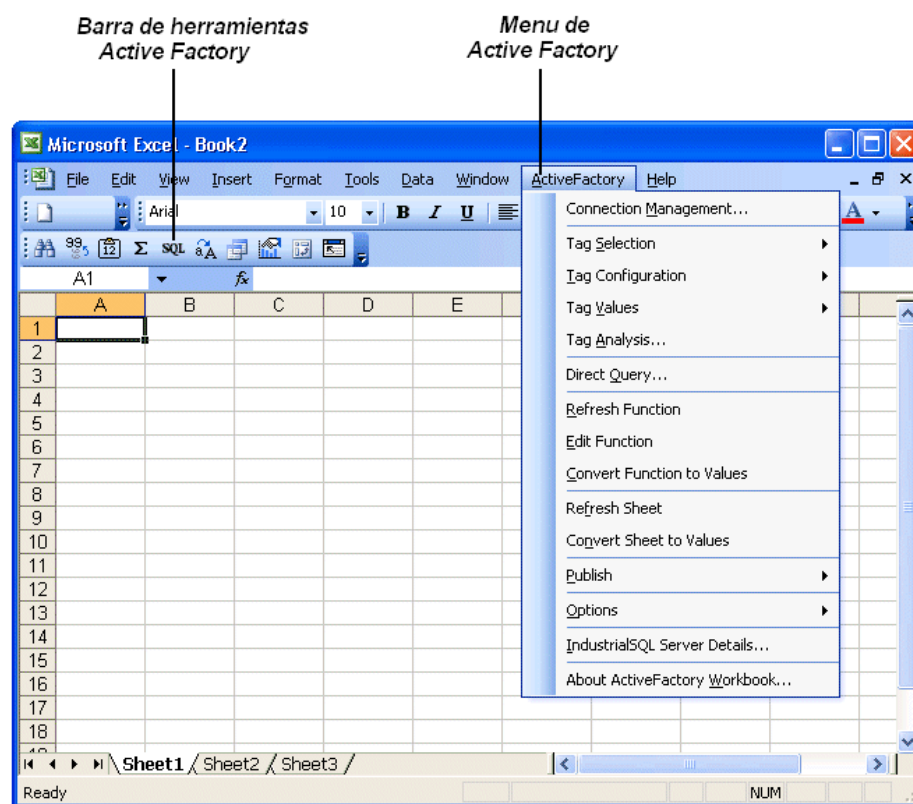 Barra de herramientas
Active Factory
Menu de
Active Factory
Microsoft Excel - Book2
File Edit View Insert Format Tools Data Window ActiveFactory Help
Arial 10 B I U A
99₅ 12 Σ SQL aA
A1 fx
A B C D E
1
2
3
4
5
6
7
8
9
10
11
12
13
14
15
16
17
18
Connection Management...
Tag Selection
Tag Configuration
Tag Values
Tag Analysis...
Direct Query...
Refresh Function
Edit Function
Convert Function to Values
Refresh Sheet
Convert Sheet to Values
Publish
Options
IndustrialSQL Server Details...
About ActiveFactory Workbook...
Sheet1 / Sheet2 / Sheet3 /
Ready NUM